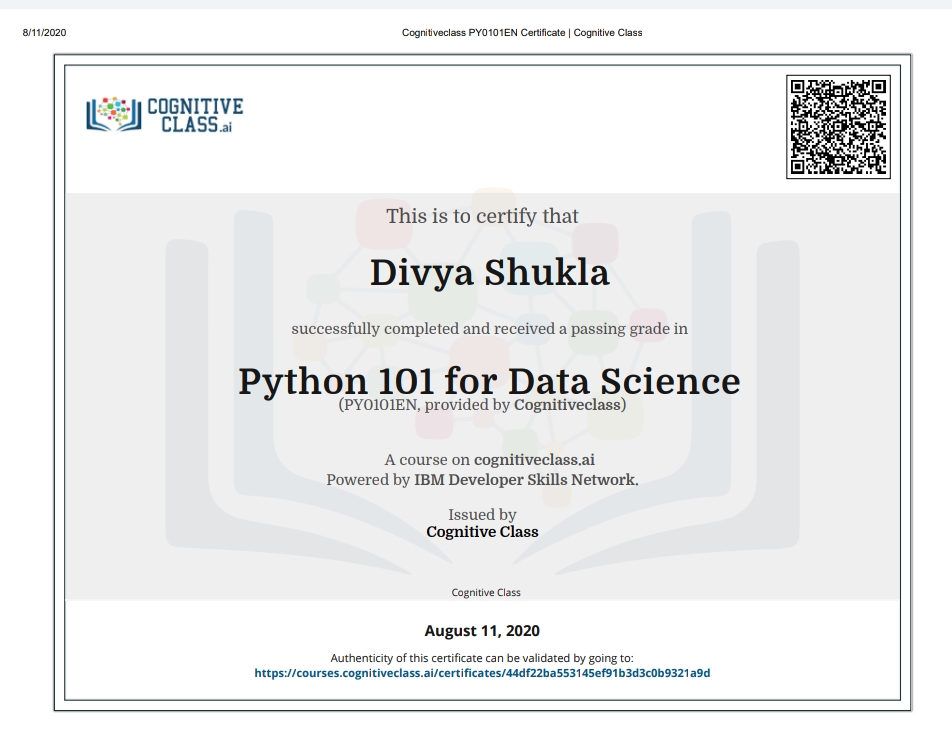 8/11/2020 Cognitiveclass PY0101EN Certificate | Cognitive Class
COGNITIVE
CLASS.ai
This is to certify that
Divya Shukla
successfully completed and received a passing grade in
Python 101 for Data Science
(PY0101EN, provided by Cognitiveclass)
A course on cognitiveclass.ai
Powered by IBM Developer Skills Network.
Issued by
Cognitive Class
Cognitive Class
August 11, 2020
Authenticity of this certificate can be validated by going to:
https://courses.cognitiveclass.ai/certificates/44df22ba553145ef91b3d3c0b9321a9d